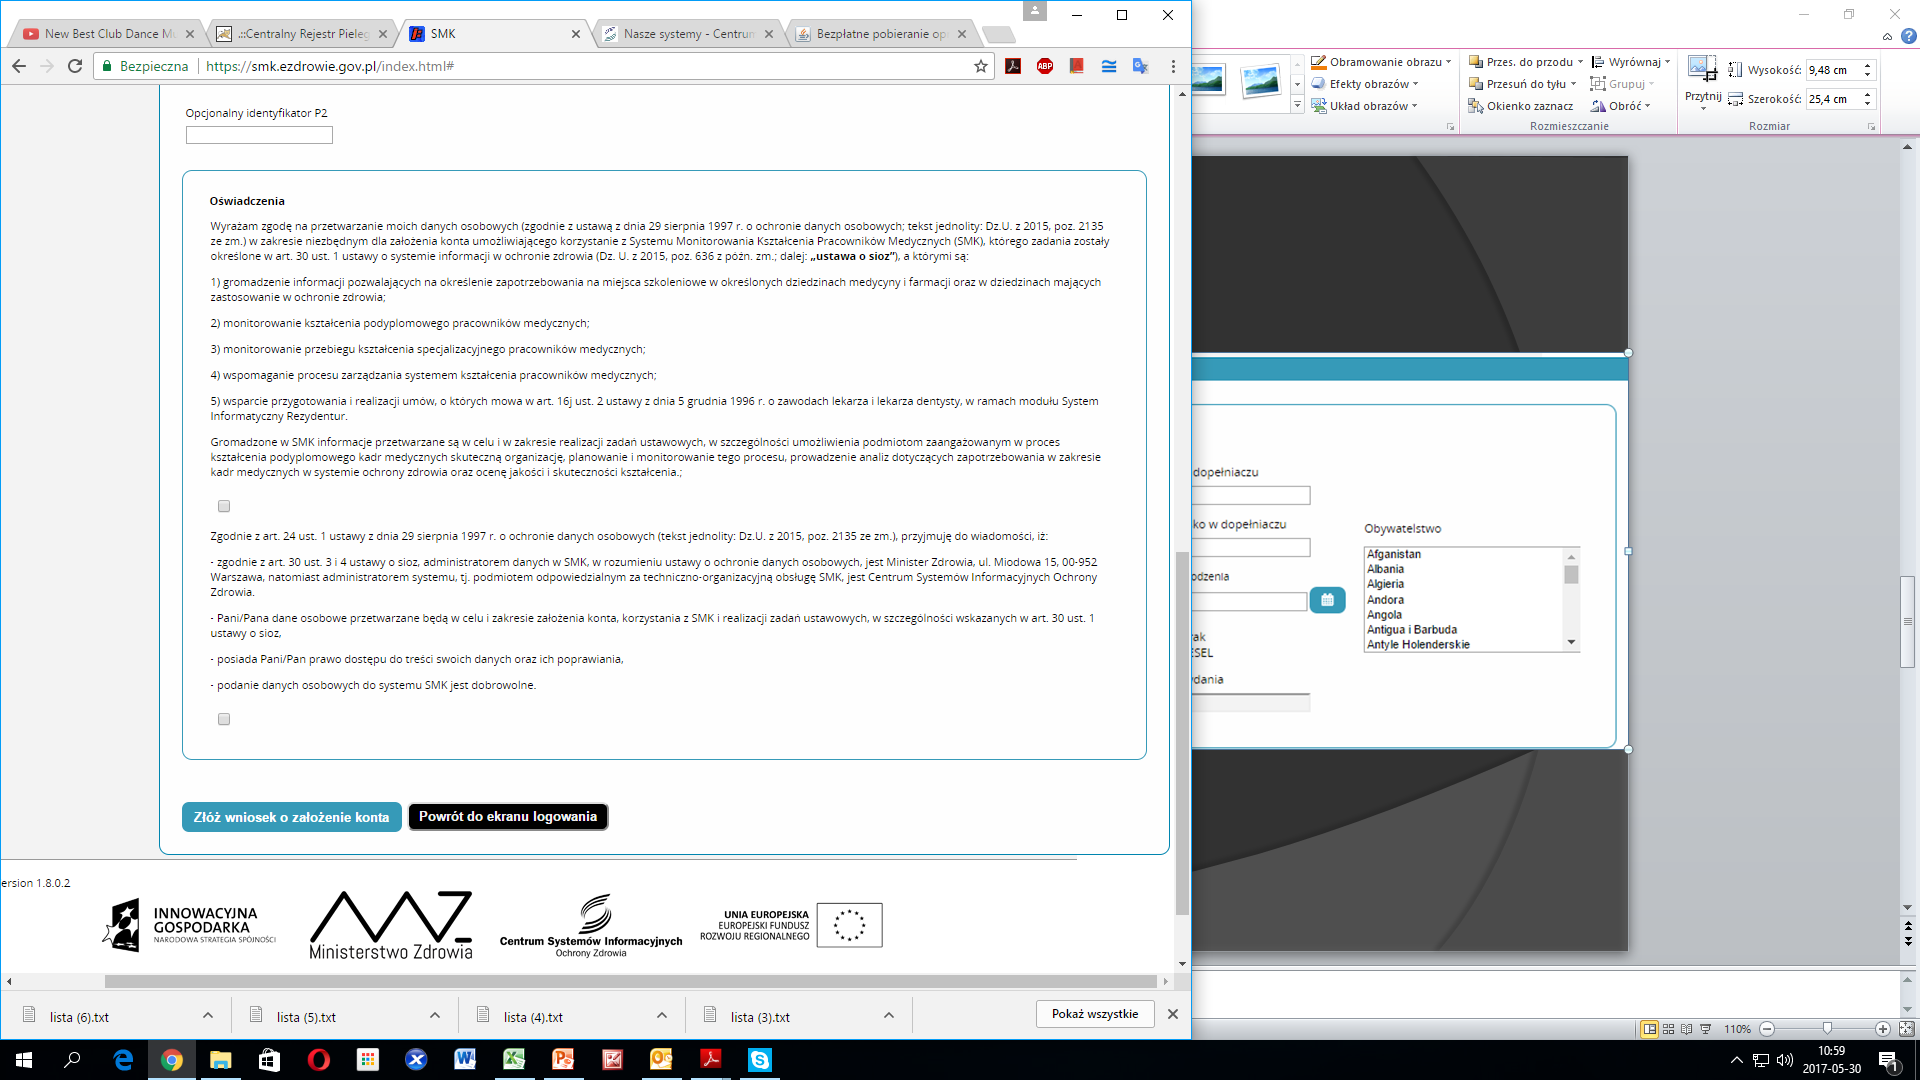 New Best Club Dance Mu
.::Centralny Rejestr Pieleg
SMK
Nasze systemy - Centrum
Bezpłatne pobieranie op
Bezpieczna
https://smk.ezdrowie.gov.pl/index.html#
ABP
Obramowanie obrazu
Efekty obrazów
Układ obrazów
Przes. do przodu
Przesuń do tyłu
Okienko zaznacz
Wyrównaj
Grupuj
Obróć
Rozmieszczanie
Przytnij
Wysokość: 9,48 cm
Szerokość: 25,4 cm
Rozmiar
Opcjonalny identyfikator P2
Oświadczenia
Wyrażam zgodę na przetwarzanie moich danych osobowych (zgodnie z ustawą z dnia 29 sierpnia 1997 r. o ochronie danych osobowych; tekst jednolity: Dz.U. z 2015, poz. 2135
ze zm.) w zakresie niezbędnym dla założenia konta umożliwiającego korzystanie z Systemu Monitorowania Kształcenia Pracowników Medycznych (SMK), którego zadania zostały
określone w art. 30 ust. 1 ustawy o systemie informacji w ochronie zdrowia (Dz. U. z 2015, poz. 636 z późn. zm.; dalej: „ustawa o sioz"), a którymi są:
1) gromadzenie informacji pozwalających na określenie zapotrzebowania na miejsca szkoleniowe w określonych dziedzinach medycyny i farmacji oraz w dziedzinach mających
zastosowanie w ochronie zdrowia;
2) monitorowanie kształcenia podyplomowego pracowników medycznych;
3) monitorowanie przebiegu kształcenia specjalizacyjnego pracowników medycznych;
4) wspomaganie procesu zarządzania systemem kształcenia pracowników medycznych;
5) wsparcie przygotowania i realizacji umów, o których mowa w art. 16j ust. 2 ustawy z dnia 5 grudnia 1996 r. o zawodach lekarza i lekarza dentysty, w ramach modułu System
Informatyczny Rezydentur.
Gromadzone w SMK informacje przetwarzane są w celu i w zakresie realizacji zadań ustawowych, w szczególności umożliwienia podmiotom zaangażowanym w proces
kształcenia podyplomowego kadr medycznych skuteczną organizację, planowanie i monitorowanie tego procesu, prowadzenie analiz dotyczących zapotrzebowania w zakresie
kadr medycznych w systemie ochrony zdrowia oraz ocenę jakości i skuteczności kształcenia.;
Zgodnie z art. 24 ust. 1 ustawy z dnia 29 sierpnia 1997 r. o ochronie danych osobowych (tekst jednolity: Dz.U. z 2015, poz. 2135 ze zm.), przyjmuję do wiadomości, iż:
- zgodnie z art. 30 ust. 3 i 4 ustawy o sioz, administratorem danych w SMK, w rozumieniu ustawy o ochronie danych osobowych, jest Minister Zdrowia, ul. Miodowa 15, 00-952
Warszawa, natomiast administratorem systemu, tj. podmiotem odpowiedzialnym za techniczno-organizacyjną obsługę SMK, jest Centrum Systemów Informacyjnych Ochrony
Zdrowia.
- Pani/Pana dane osobowe przetwarzane będą w celu i zakresie założenia konta, korzystania z SMK i realizacji zadań ustawowych, w szczególności wskazanych w art. 30 ust. 1
ustawy o sioz,
- posiada Pani/Pan prawo dostępu do treści swoich danych oraz ich poprawiania,
- podanie danych osobowych do systemu SMK jest dobrowolne.
Złóż wniosek o założenie konta
Powrót do ekranu logowania
ersion 1.8.0.2
INNOWACYJNA
GOSPODARKA
NARODOWA STRATEGIA SPÓJNOŚCI
Ministerstwo Zdrowia
Centrum Systemów Informacyjnych
Ochrony Zdrowia
UNIA EUROPEJSKA
EUROPEJSKI FUNDUSZ
ROZWOJU REGIONALNEGO
dopełniaczu
ko w dopełniaczu
odzenia
rak
ESEL
ydania
Obywatelstwo
Afganistan
Albania
Algieria
Andora
Angola
Antigua i Barbuda
Antyle Holenderskie
lista (6).txt
lista (5).txt
lista (4).txt
lista (3).txt
Pokaż wszystkie
110%
10:59
2017-05-30
1